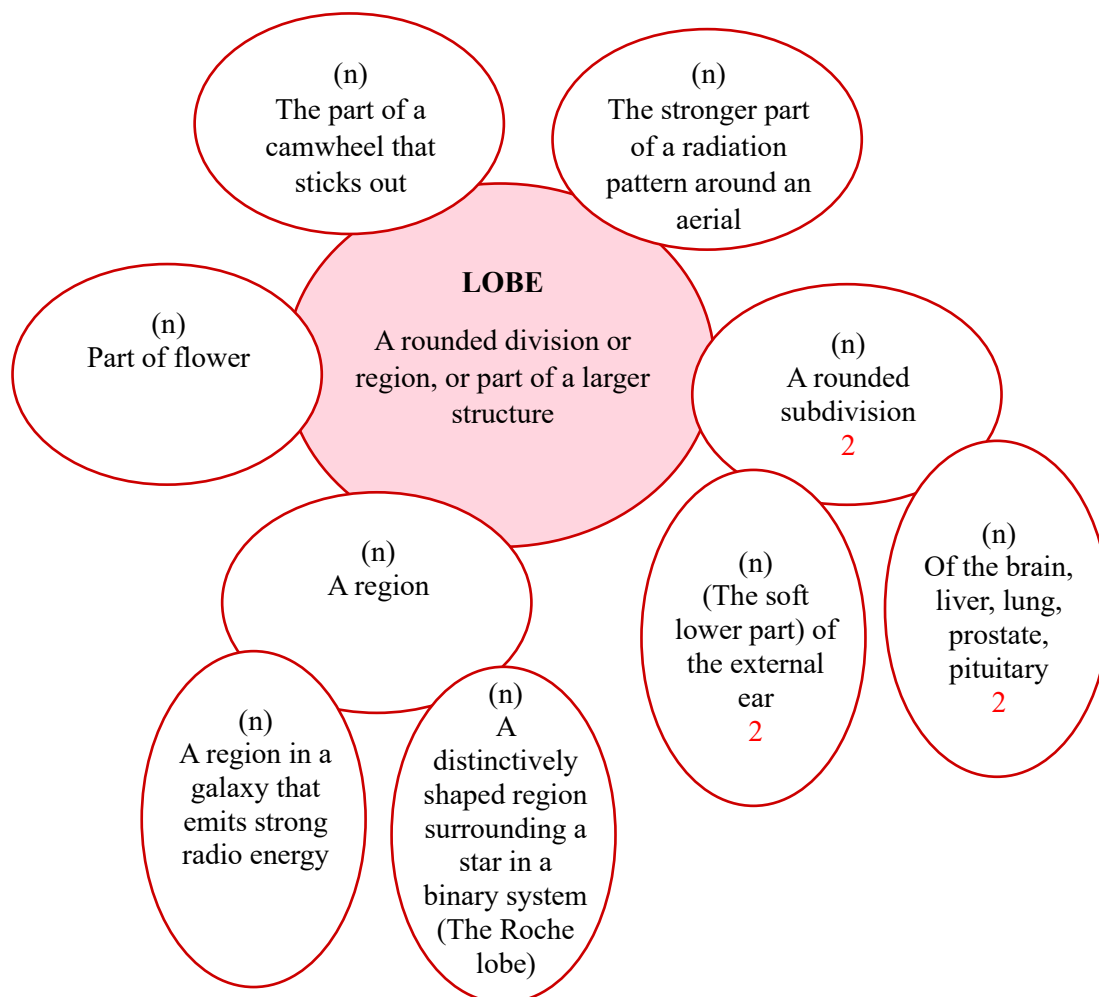 (n)
The part of a
camwheel that
sticks out
(n)
The stronger part
of a radiation
pattern around an
aerial
LOBE
A rounded division or
region, or part of a larger
structure
(n)
Part of flower
(n)
A rounded
subdivision
2
(n)
A region
(n)
(The soft
lower part) of
the external
ear
2
(n)
Of the brain,
liver, lung,
prostate,
pituitary
2
(n)
A region in a
galaxy that
emits strong
radio energy
(n)
A
distinctively
shaped region
surrounding a
star in a
binary system
(The Roche
lobe)